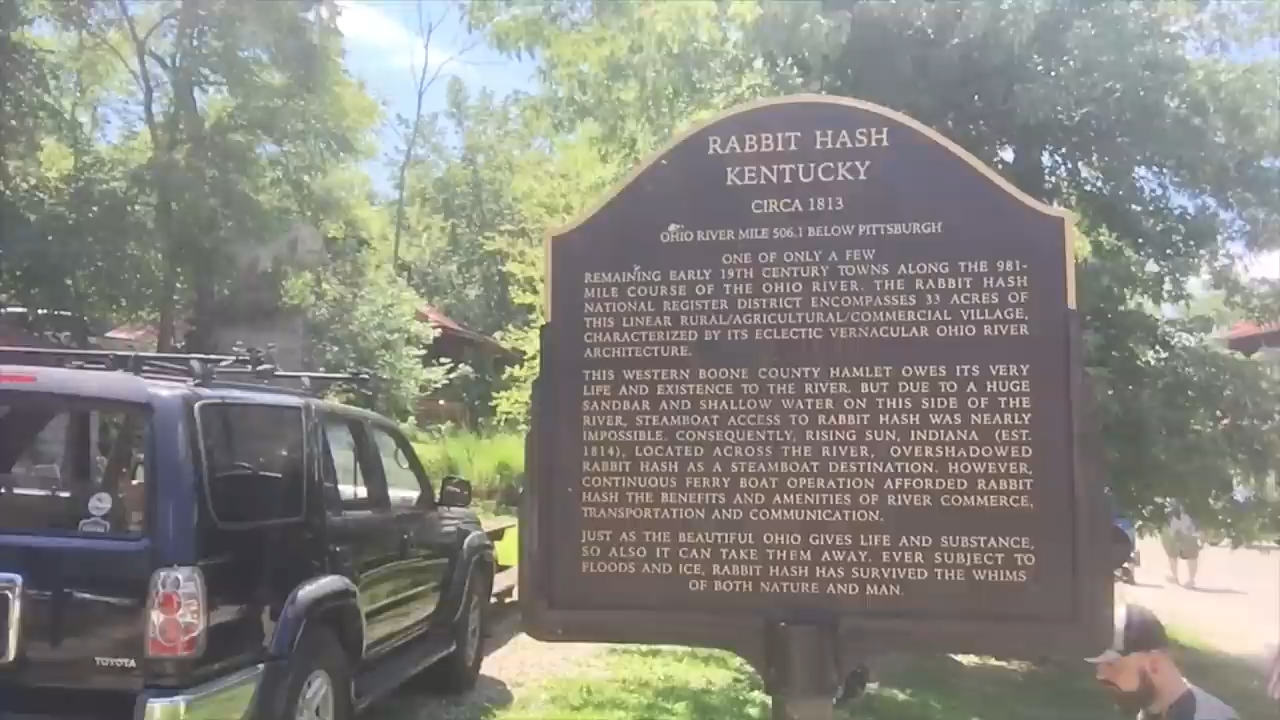 RABBIT HASH
KENTUCKY
CIRCA 1813
OHIO RIVER MILE 506.1 BELOW PITTSBURGH
ONE OF ONLY A FEW
REMAINING EARLY 19TH CENTURY TOWNS ALONG THE 981-
MILE COURSE OF THE OHIO RIVER. THE RABBIT HASH
NATIONAL REGISTER DISTRICT ENCOMPASSES 33 ACRES OF
THIS LINEAR RURAL/AGRICULTURAL/COMMERCIAL VILLAGE,
CHARACTERIZED BY ITS ECLECTIC VERNACULAR OHIO RIVER
ARCHITECTURE.
THIS WESTERN BOONE COUNTY HAMLET OWES ITS VERY
LIFE AND EXISTENCE TO THE RIVER. BUT DUE TO A HUGE
SANDBAR AND SHALLOW WATER ON THIS SIDE OF THE
RIVER, STEAMBOAT ACCESS TO RABBIT HASH WAS NEARLY
IMPOSSIBLE. CONSEQUENTLY, RISING SUN, INDIANA (EST.
1814), LOCATED ACROSS THE RIVER, OVERSHADOWED
RABBIT HASH AS A STEAMBOAT DESTINATION. HOWEVER,
CONTINUOUS FERRY BOAT OPERATION AFFORDED RABBIT
HASH THE BENEFITS AND AMENITIES OF RIVER COMMERCE,
TRANSPORTATION AND COMMUNICATION.
JUST AS THE BEAUTIFUL OHIO GIVES LIFE AND SUBSTANCE,
SO ALSO IT CAN TAKE THEM AWAY. EVER SUBJECT TO
FLOODS AND ICE, RABBIT HASH HAS SURVIVED THE WHIMS
OF BOTH NATURE AND MAN.
TOYOTA